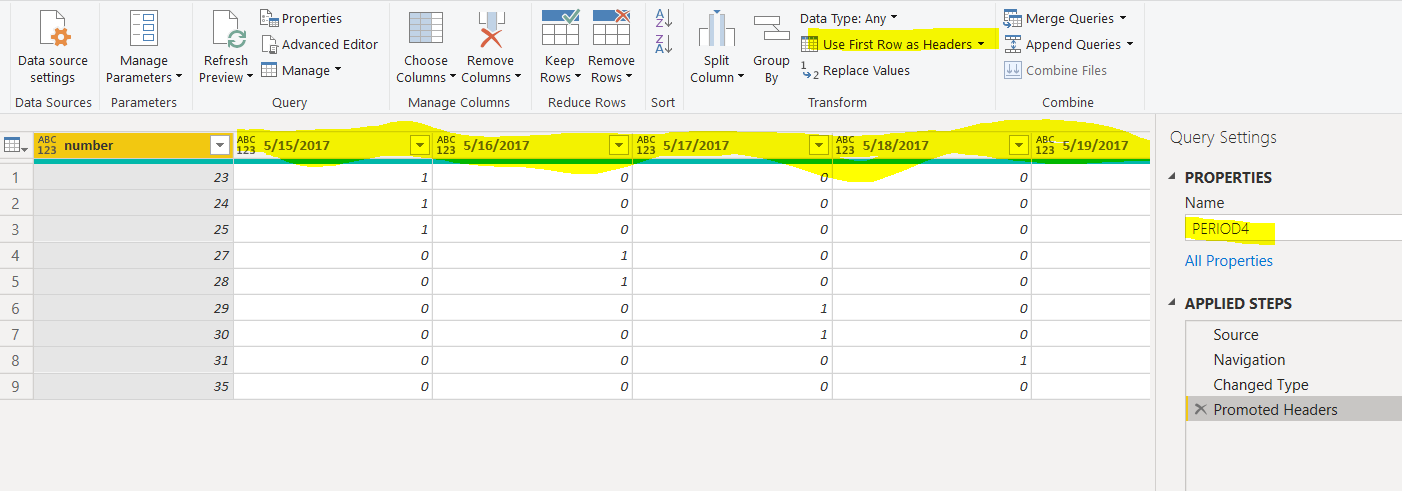 Data source settings
Manage Parameters
Refresh Preview
Properties
Advanced Editor
Manage
Choose Columns
Remove Columns
Keep Rows
Remove Rows
A Z
Z A
Split Column
Group By
Data Type: Any
Use First Row as Headers
1 2 Replace Values
Merge Queries
Append Queries
Combine Files
Data Sources
Parameters
Query
Manage Columns
Reduce Rows
Sort
Transform
Combine
ABC 123 number ABC 123 5/15/2017 ABC 123 5/16/2017 ABC 123 5/17/2017 ABC 123 5/18/2017 ABC 123 5/19/2017
1 23 1 0 0 0
2 24 1 0 0 0
3 25 1 0 0 0
4 27 0 1 0 0
5 28 0 1 0 0
6 29 0 0 1 0
7 30 0 0 1 0
8 31 0 0 0 1
9 35 0 0 0 0
Query Settings
PROPERTIES
Name
PERIOD4
All Properties
APPLIED STEPS
Source
Navigation
Changed Type
Promoted Headers